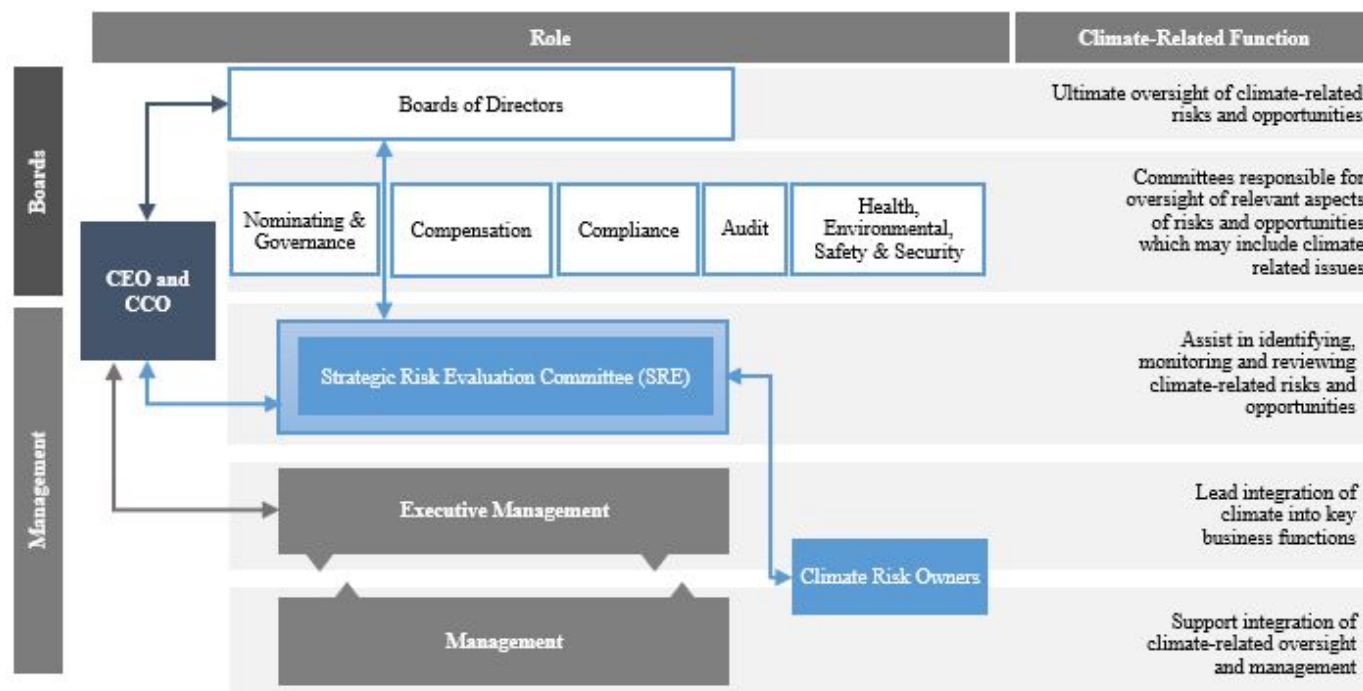 Role
Climate-Related Function
Boards
Boards of Directors
Ultimate oversight of climate-related
risks and opportunities
Nominating &
Governance
Compensation
Compliance
Audit
Health,
Environmental,
Safety & Security
Committees responsible for
oversight of relevant aspects
of risks and opportunities
which may include climate
related issues
CEO and
CCO
Management
Strategic Risk Evaluation Committee (SRE)
Assist in identifying,
monitoring and reviewing
climate-related risks and
opportunities
Executive Management
Lead integration of
climate into key
business functions
Climate Risk Owners
Management
Support integration of
climate-related oversight
and management